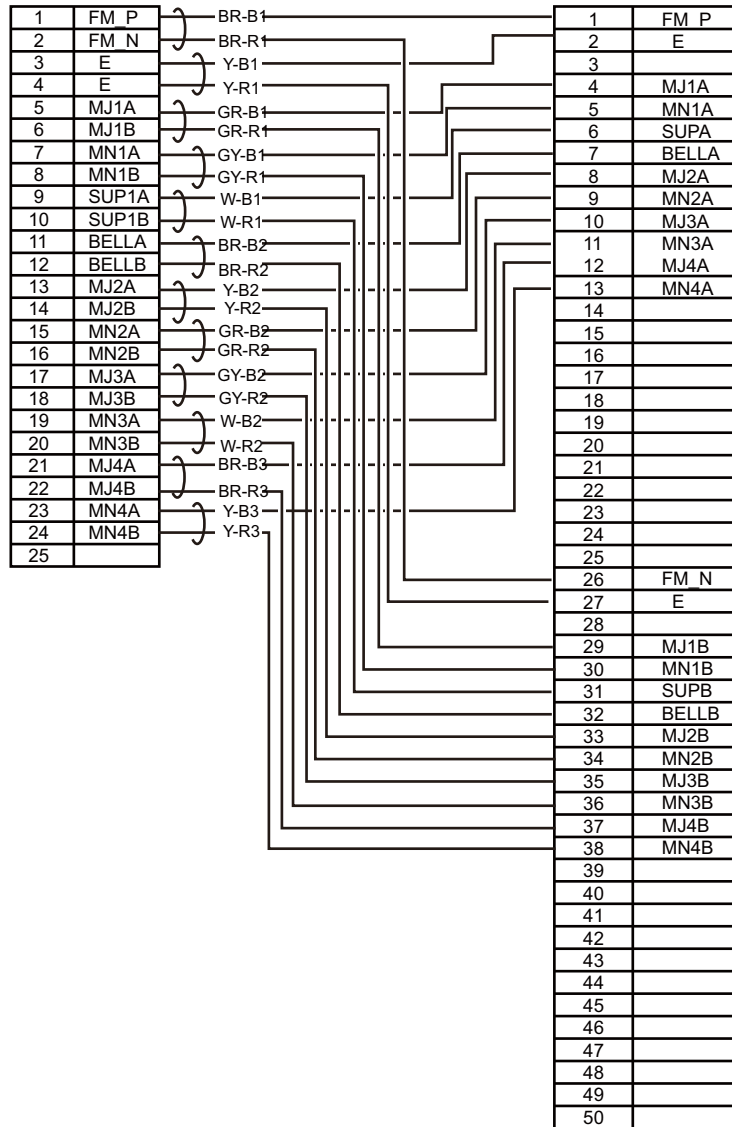 1 FM_P BR-B1 1 FM_P
2 FM_N BR-R1 2 E
3 E Y-B1 3
4 E Y-R1 4 MJ1A
5 MJ1A GR-B1 5 MN1A
6 MJ1B GR-R1 6 SUPA
7 MN1A GY-B1 7 BELLA
8 MN1B GY-R1 8 MJ2A
9 SUP1A W-B1 9 MN2A
10 SUP1B W-R1 10 MJ3A
11 BELLA BR-B2 11 MN3A
12 BELLB BR-R2 12 MJ4A
13 MJ2A Y-B2 13 MN4A
14 MJ2B Y-R2 14
15 MN2A GR-B2 15
16 MN2B GR-R2 16
17 MJ3A GY-B2 17
18 MJ3B GY-R2 18
19 MN3A W-B2 19
20 MN3B W-R2 20
21 MJ4A BR-B3 21
22 MJ4B BR-R3 22
23 MN4A Y-B3 23
24 MN4B Y-R3 24
25 25
26 FM_N
27 E
28
29 MJ1B
30 MN1B
31 SUPB
32 BELLB
33 MJ2B
34 MN2B
35 MJ3B
36 MN3B
37 MJ4B
38 MN4B
39
40
41
42
43
44
45
46
47
48
49
50